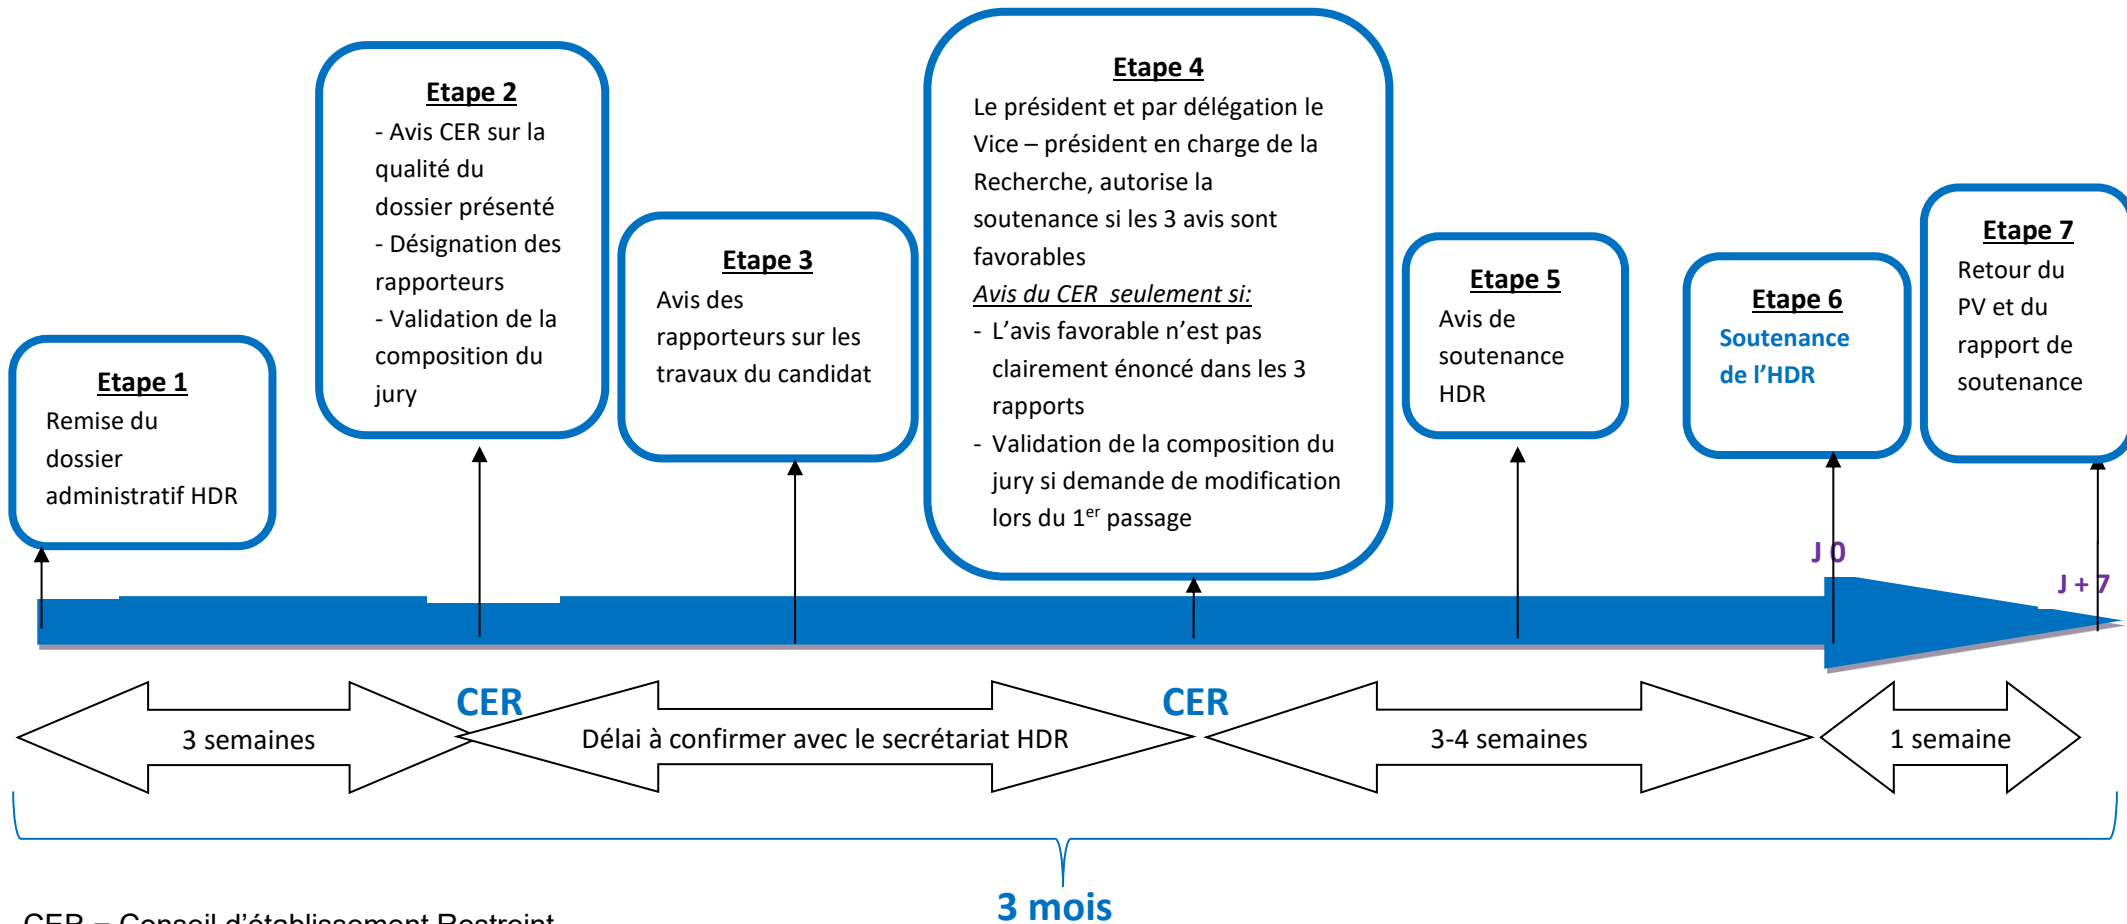 Etape 1
Remise du
dossier
administratif HDR
Etape 2
- Avis CER sur la
qualité du
dossier présenté
- Désignation des
rapporteurs
- Validation de la
composition du
jury
Etape 3
Avis des
rapporteurs sur les
travaux du candidat
Etape 4
Le président et par délégation le
Vice – président en charge de la
Recherche, autorise la
soutenance si les 3 avis sont
favorables
Avis du CER seulement si:
- L’avis favorable n’est pas
clairement énoncé dans les 3
rapports
- Validation de la composition du
jury si demande de modification
lors du 1er passage
Etape 5
Avis de
soutenance
HDR
Etape 6
Soutenance
de l’HDR
Etape 7
Retour du
PV et du
rapport de
soutenance
J 0
J + 7
CER
CER
3 semaines
Délai à confirmer avec le secrétariat HDR
3-4 semaines
1 semaine
3 mois
CER = Conseil d’établissement Restreint